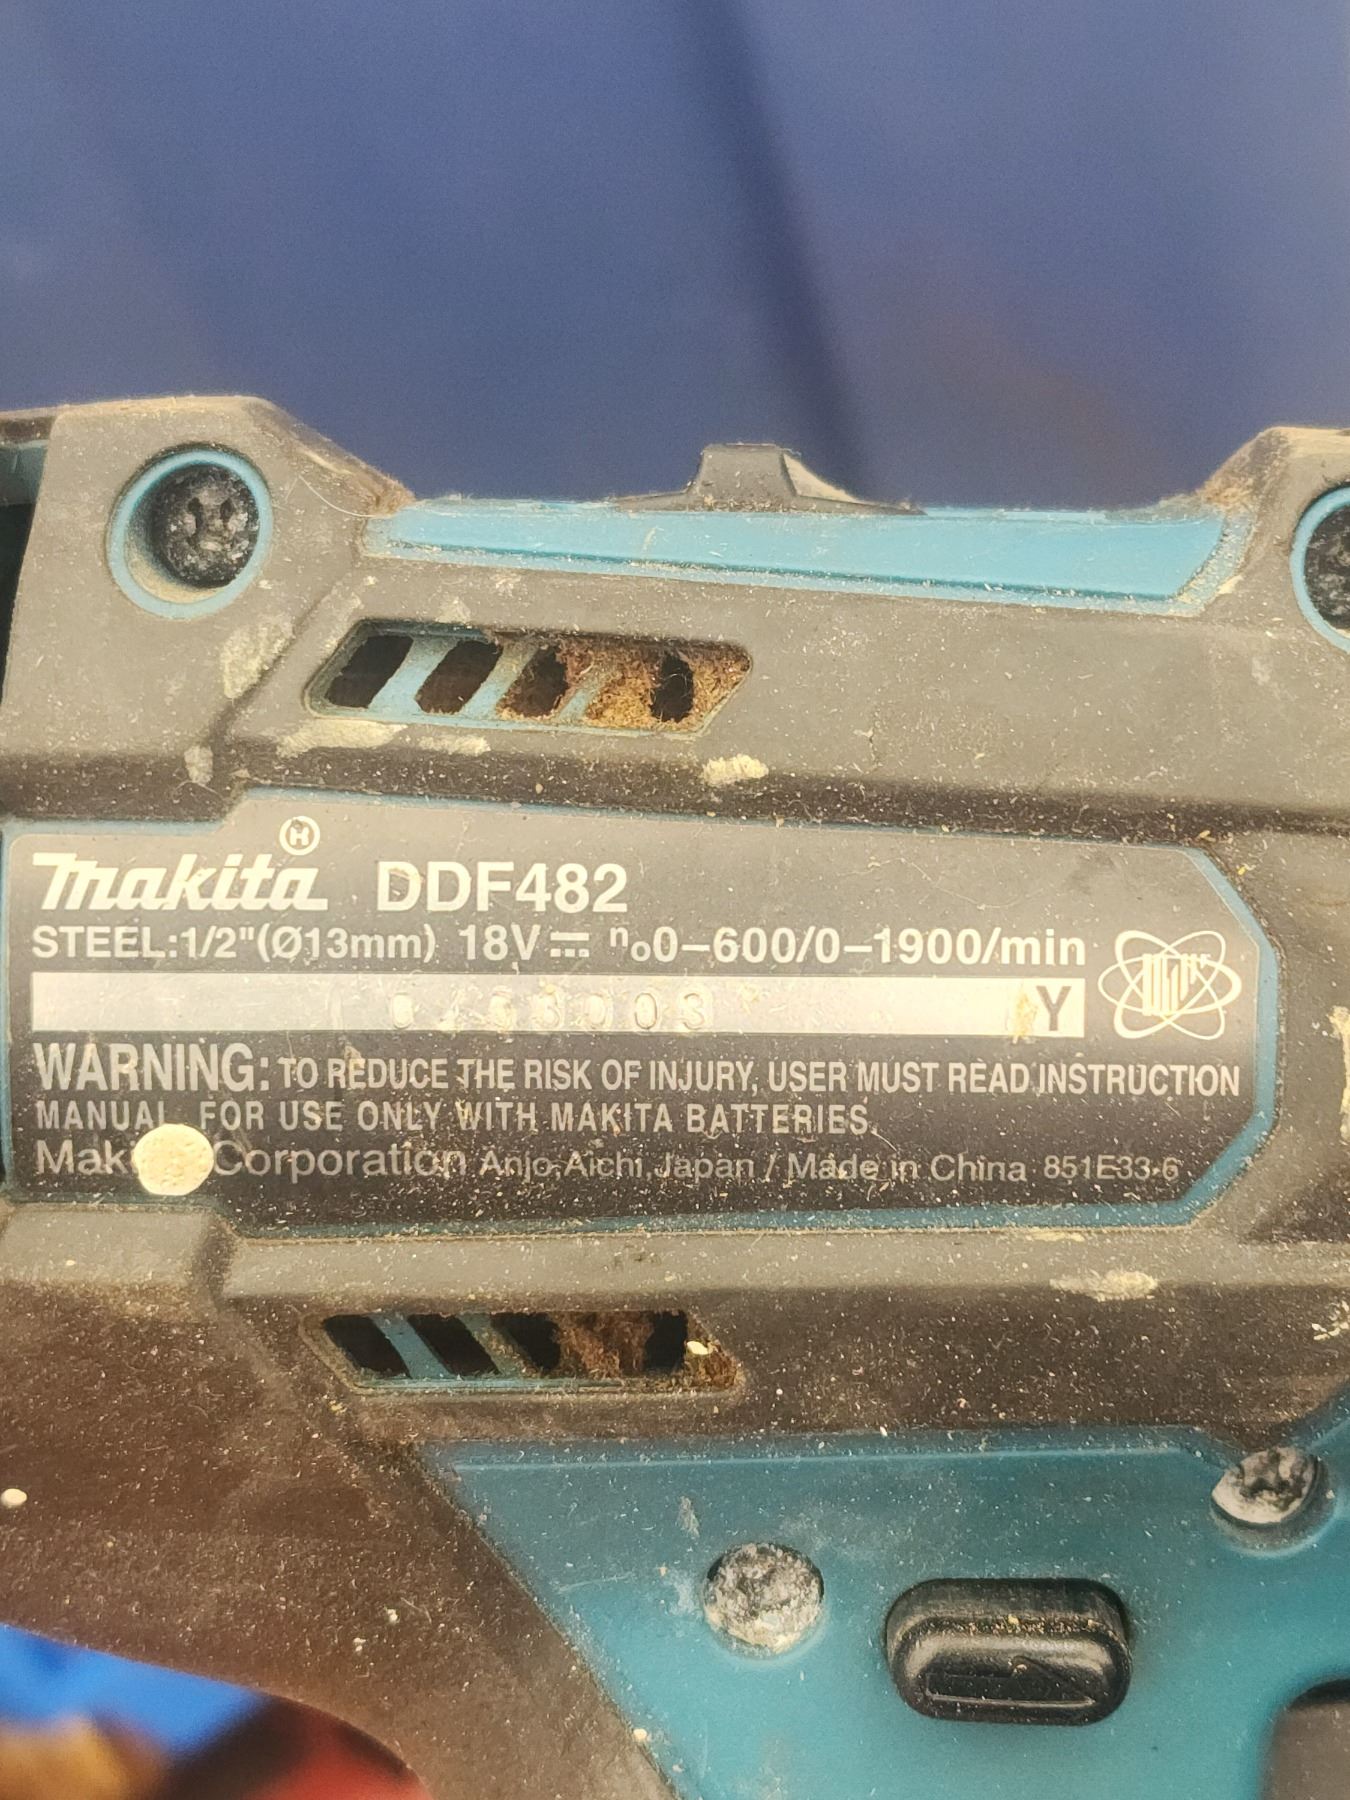 makita® DDF482
STEEL:1/2"(Ø13mm) 18V⎓ n₀0–600/0–1900/min
Y
WARNING: TO REDUCE THE RISK OF INJURY, USER MUST READ INSTRUCTION
MANUAL. FOR USE ONLY WITH MAKITA BATTERIES.
Corporation Anjo, Aichi, Japan / Made in China 851E33-6